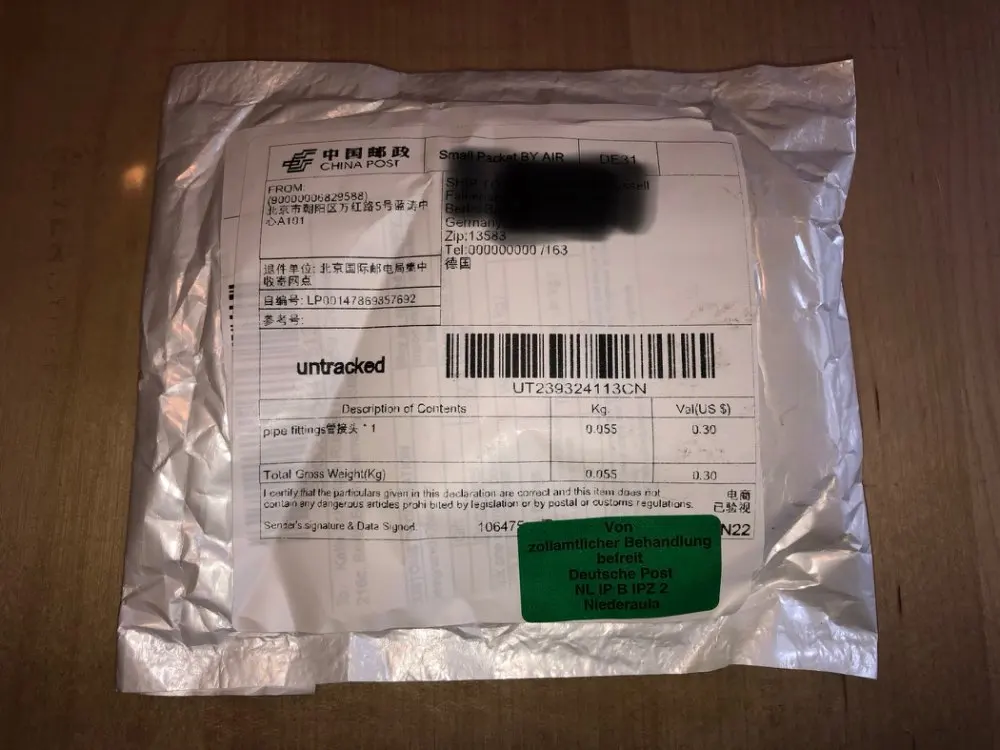 中国邮政
CHINA POST
Small Packet BY AIR
DE31
FROM:
(90000006829588)
北京市朝阳区万红路5号蓝涛中
心A101
Germany
Zip:13583
Tel:000000000 /163
德国
退件单位: 北京国际邮电局集中
收寄网点
自编号: LP00147869857692
参考号:
untracked
UT239324113CN
Description of Contents
Kg.
Val(US $)
pipe fittings管接头 * 1
0.055
0.30
Total Gross Weight(Kg)
0.055
0.30
I certify that the particulars given in this declaration are correct and this item does not
contain any dangerous articles prohibited by legislation or by postal or customs regulations.
电商
已验视
Sender's signature & Data Signed.
10647
N22
Von
zollamtlicher Behandlung
befreit
Deutsche Post
NL IP B IPZ 2
Niederaula